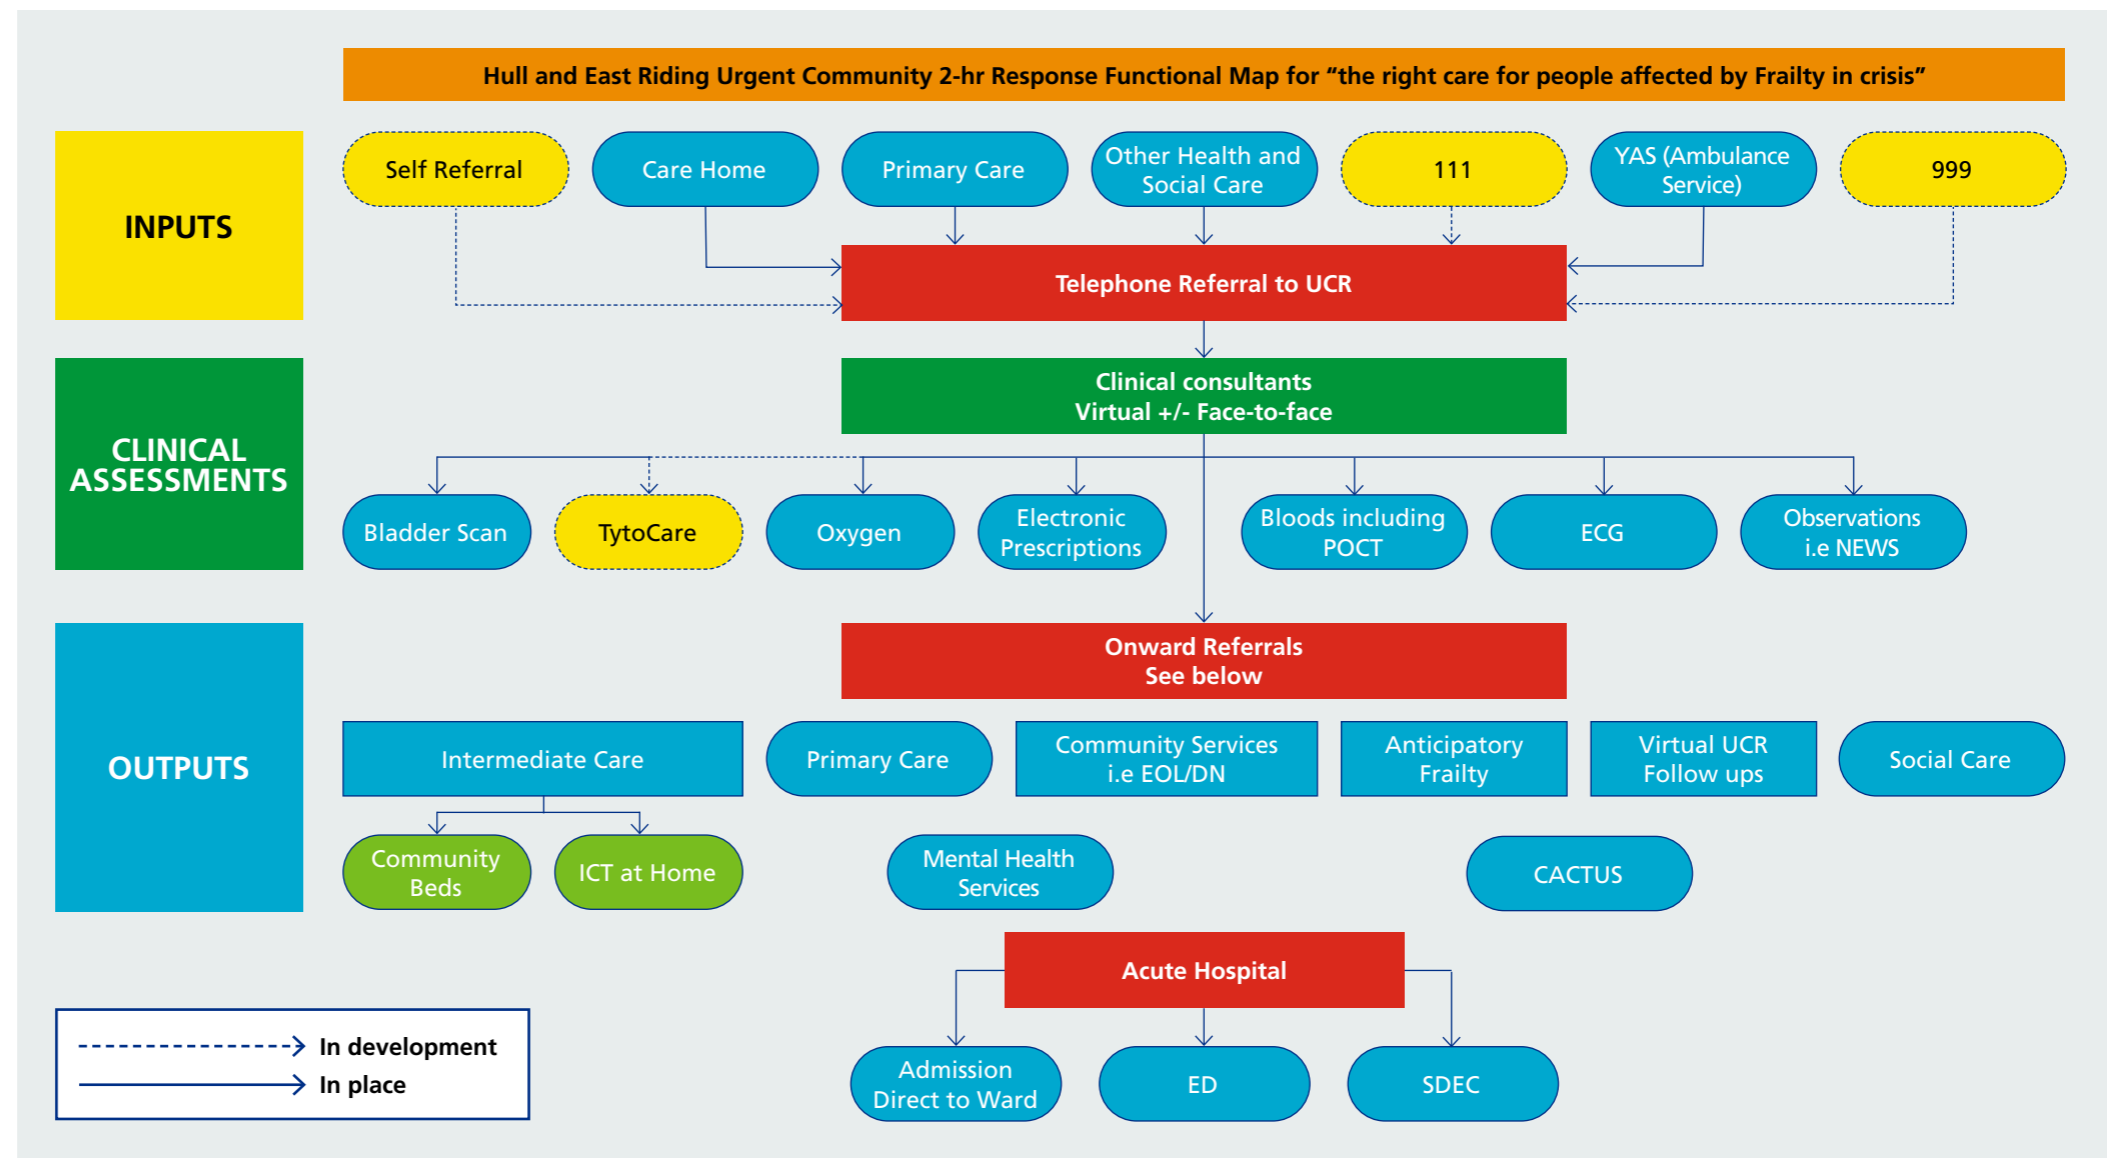 Hull and East Riding Urgent Community 2-hr Response Functional Map for “the right care for people affected by Frailty in crisis”
INPUTS
Self Referral
Care Home
Primary Care
Other Health and
Social Care
111
YAS (Ambulance
Service)
999
Telephone Referral to UCR
CLINICAL
ASSESSMENTS
Clinical consultants
Virtual +/- Face-to-face
Bladder Scan
TytoCare
Oxygen
Electronic
Prescriptions
Bloods including
POCT
ECG
Observations
i.e NEWS
OUTPUTS
Onward Referrals
See below
Intermediate Care
Primary Care
Community Services
i.e EOL/DN
Anticipatory
Frailty
Virtual UCR
Follow ups
Social Care
Community
Beds
ICT at Home
Mental Health
Services
CACTUS
Acute Hospital
Admission
Direct to Ward
ED
SDEC
In development
In place